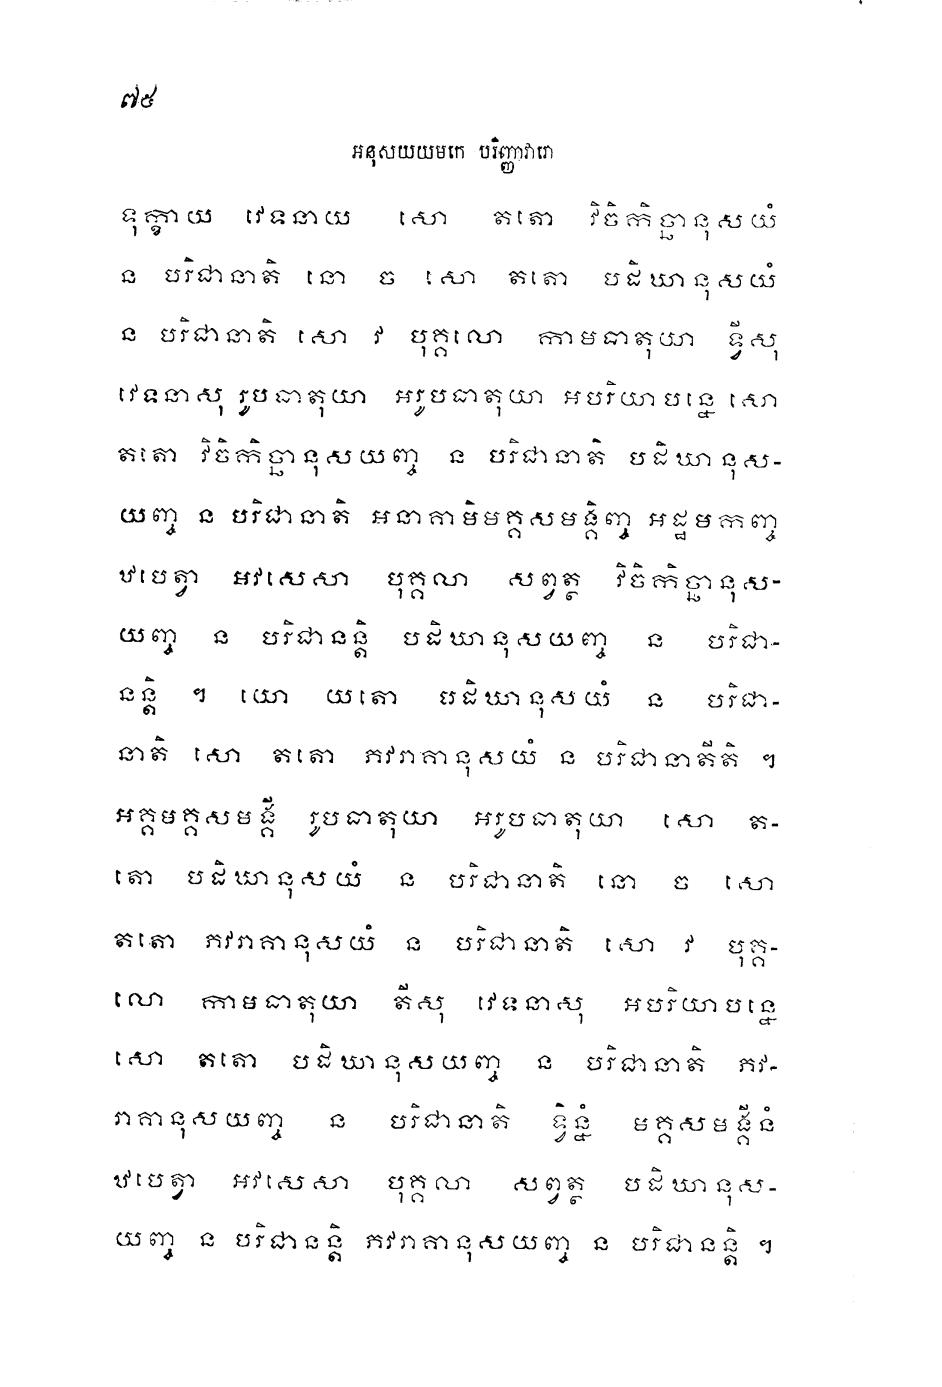 ៧៥
អនុសយយមកេ បរិញ្ញាវារោ
ទុក្ខាយ វេទនាយ សោ តតោ វិចិកិច្ឆានុសយំ
ន បរិជានាតិ នោ ច សោ តតោ បដិឃានុសយំ
ន បរិជានាតិ សោ វ បុគ្គលោ កាមធាតុយា ទ្វីសុ
វេទនាសុ រូបធាតុយា អរូបធាតុយា អបរិយាបន្នេ សោ
តតោ វិចិកិច្ឆានុសយញ្ច ន បរិជានាតិ បដិឃានុស-
យញ្ច ន បរិជានាតិ អនាគាមិមគ្គសមង្គិញ្ច អដ្ឋមកញ្ច
ឋបេត្វា អវសេសា បុគ្គលា សព្វត្ថ វិចិកិច្ឆានុស-
យញ្ច ន បរិជានន្តិ បដិឃានុសយញ្ច ន បរិជា-
នន្តិ ។ យោ យតោ បដិឃានុសយំ ន បរិជា-
នាតិ សោ តតោ ភវរាគានុសយំ ន បរិជានាតីតិ ។
អគ្គមគ្គសមង្គី រូបធាតុយា អរូបធាតុយា សោ ត-
តោ បដិឃានុសយំ ន បរិជានាតិ នោ ច សោ
តតោ ភវរាគានុសយំ ន បរិជានាតិ សោ វ បុគ្គ-
លោ កាមធាតុយា តីសុ វេទនាសុ អបរិយាបន្នេ
សោ តតោ បដិឃានុសយញ្ច ន បរិជានាតិ ភវ-
រាគានុសយញ្ច ន បរិជានាតិ ទ្វិន្នំ មគ្គសមង្គីនំ
ឋបេត្វា អវសេសា បុគ្គលា សព្វត្ថ បដិឃានុស-
យញ្ច ន បរិជានន្តិ ភវរាគានុសយញ្ច ន បរិជានន្តិ ។